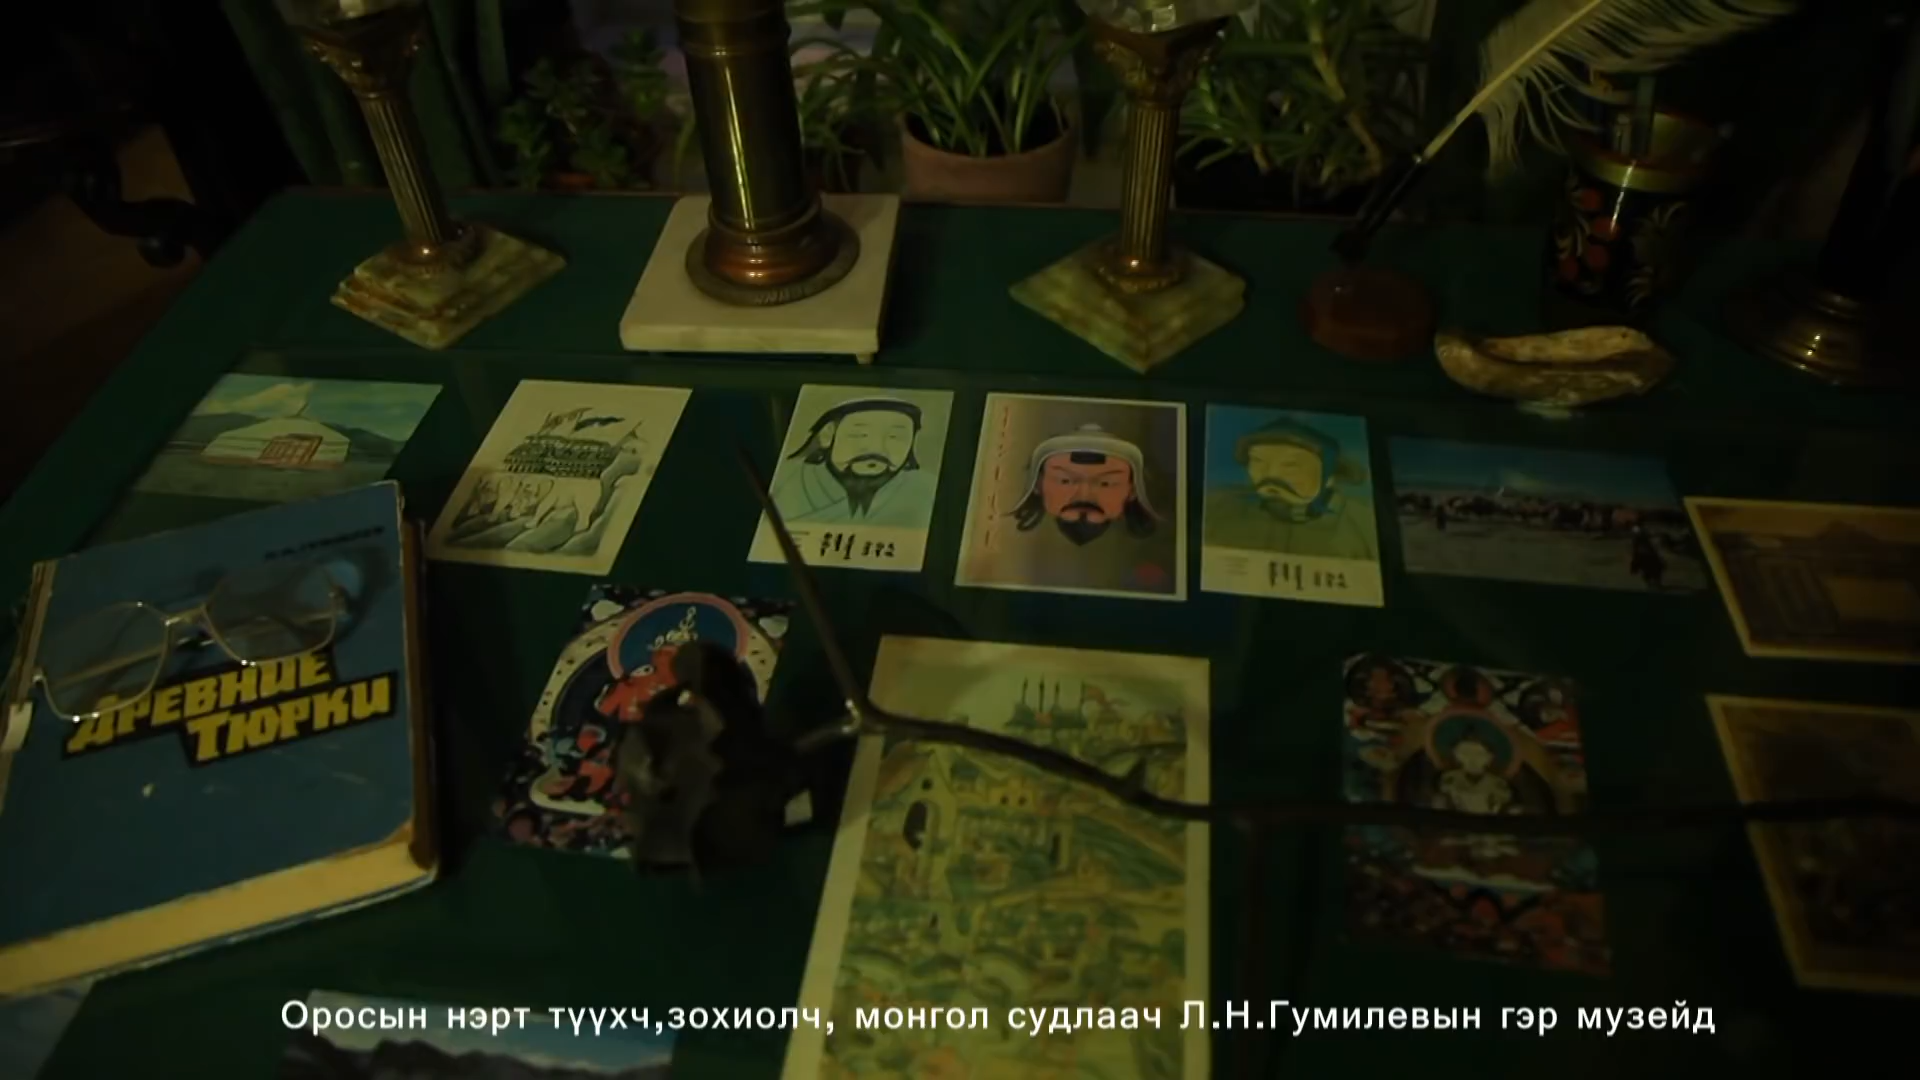 ДРЕВНИЕ
ТЮРКИ
Оросын нэрт түүхч,зохиолч, монгол судлаач Л.Н.Гумилевын гэр музейд